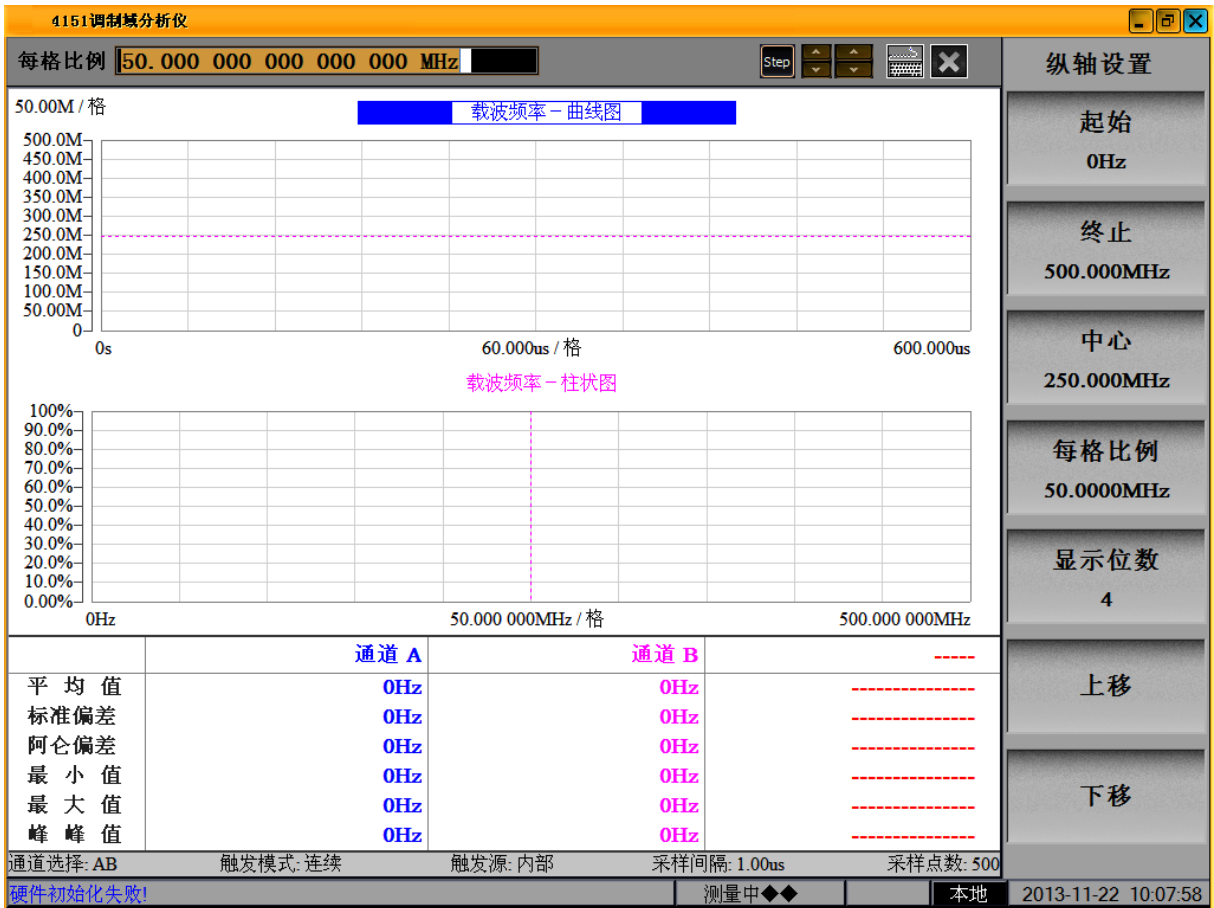 4151调制域分析仪
每格比例 50. 000 000 000 000 000 MHz
Step
纵轴设置
50.00M / 格
载波频率－曲线图
500.0M
450.0M
400.0M
350.0M
300.0M
250.0M
200.0M
150.0M
100.0M
50.00M
0
0s 60.000us / 格 600.000us
载波频率－柱状图
100%
90.0%
80.0%
70.0%
60.0%
50.0%
40.0%
30.0%
20.0%
10.0%
0.00%
0Hz 50.000 000MHz / 格 500.000 000MHz
通道 A 通道 B -----
平 均 值 0Hz 0Hz ---------------
标准偏差 0Hz 0Hz ---------------
阿仑偏差 0Hz 0Hz ---------------
最 小 值 0Hz 0Hz ---------------
最 大 值 0Hz 0Hz ---------------
峰 峰 值 0Hz 0Hz ---------------
通道选择: AB 触发模式: 连续 触发源: 内部 采样间隔: 1.00us 采样点数: 500
起始
0Hz
终止
500.000MHz
中心
250.000MHz
每格比例
50.0000MHz
显示位数
4
上移
下移
硬件初始化失败! 测量中◆◆ 本地 2013-11-22 10:07:58